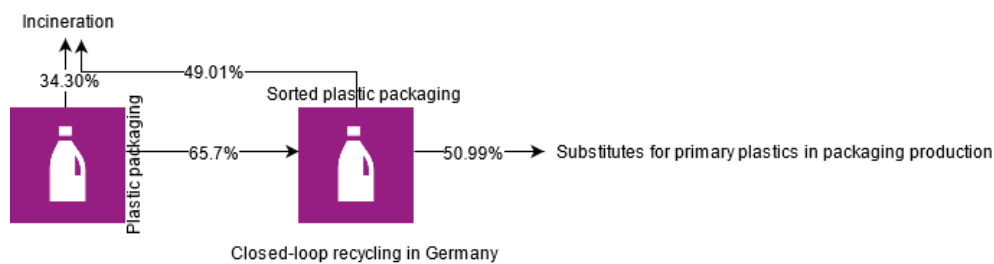 Incineration
34.30%
49.01%
Sorted plastic packaging
Plastic packaging
65.7%
50.99%
Substitutes for primary plastics in packaging production
Closed-loop recycling in Germany